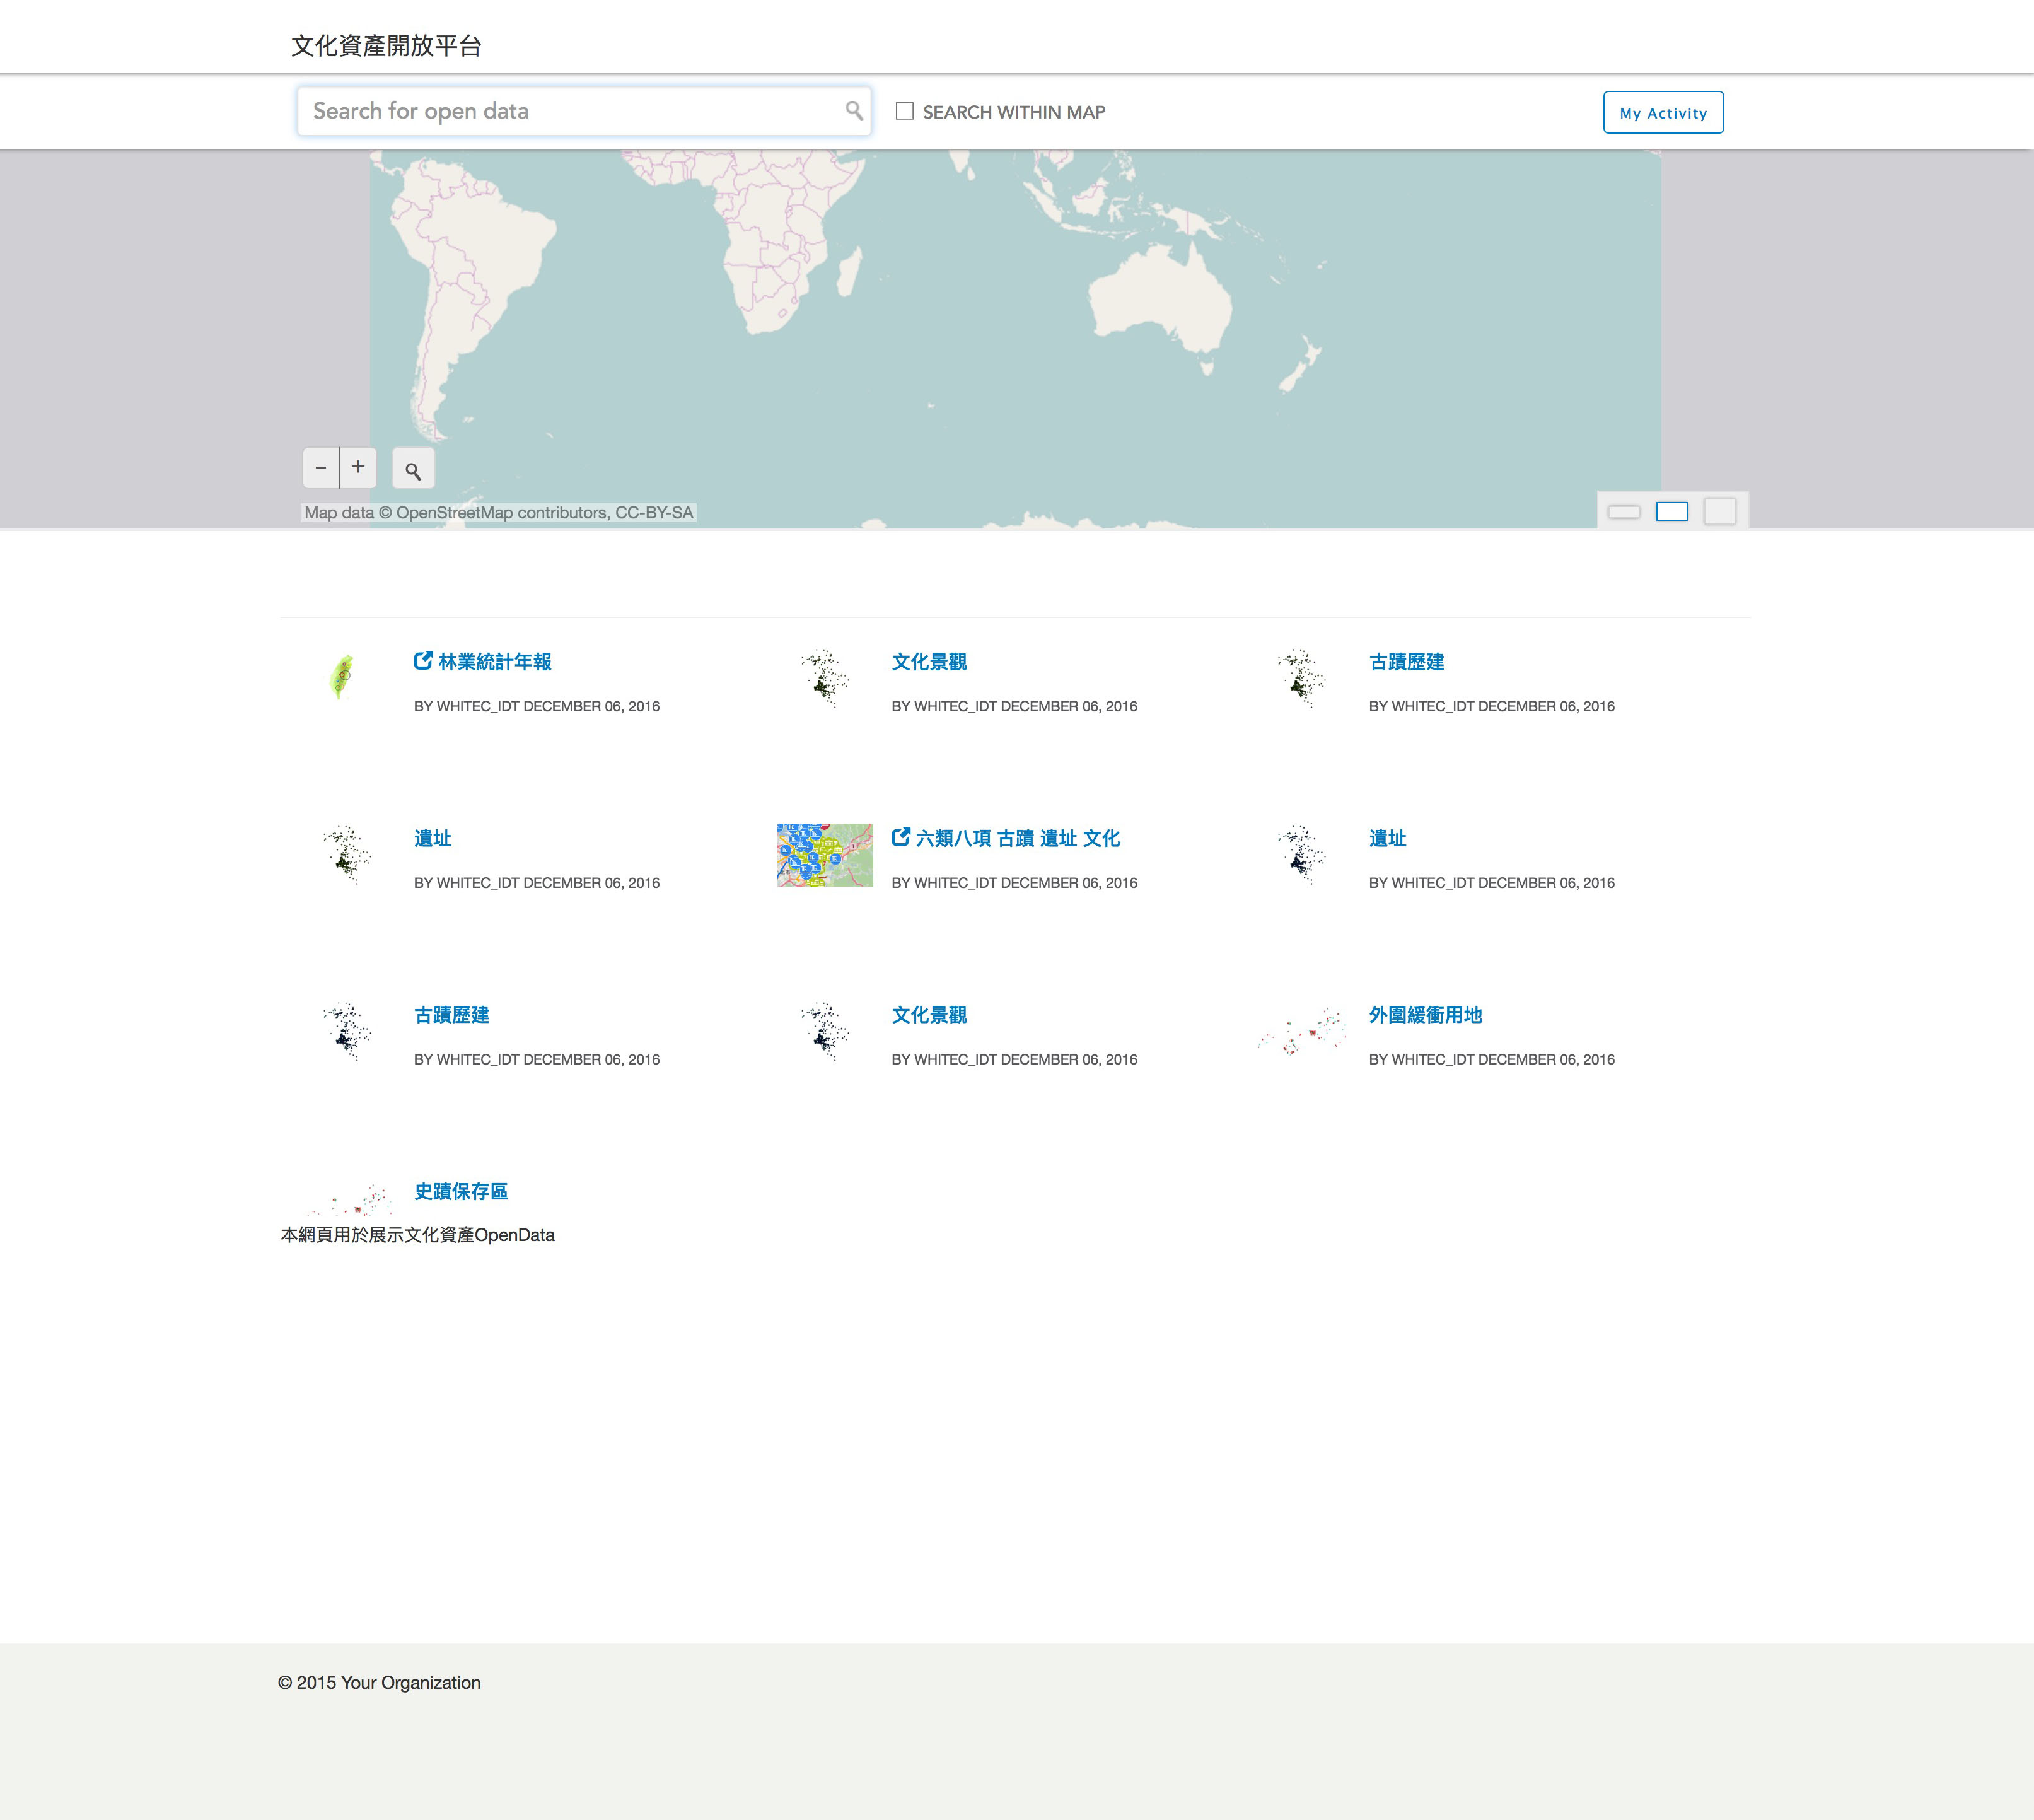 文化資產開放平台
Search for open data
SEARCH WITHIN MAP
My Activity
Map data © OpenStreetMap contributors, CC-BY-SA
林業統計年報
BY WHITEC_IDT DECEMBER 06, 2016
文化景觀
BY WHITEC_IDT DECEMBER 06, 2016
古蹟歷建
BY WHITEC_IDT DECEMBER 06, 2016
遺址
BY WHITEC_IDT DECEMBER 06, 2016
六類八項 古蹟 遺址 文化
BY WHITEC_IDT DECEMBER 06, 2016
遺址
BY WHITEC_IDT DECEMBER 06, 2016
古蹟歷建
BY WHITEC_IDT DECEMBER 06, 2016
文化景觀
BY WHITEC_IDT DECEMBER 06, 2016
外圍緩衝用地
BY WHITEC_IDT DECEMBER 06, 2016
史蹟保存區
本網頁用於展示文化資產OpenData
© 2015 Your Organization